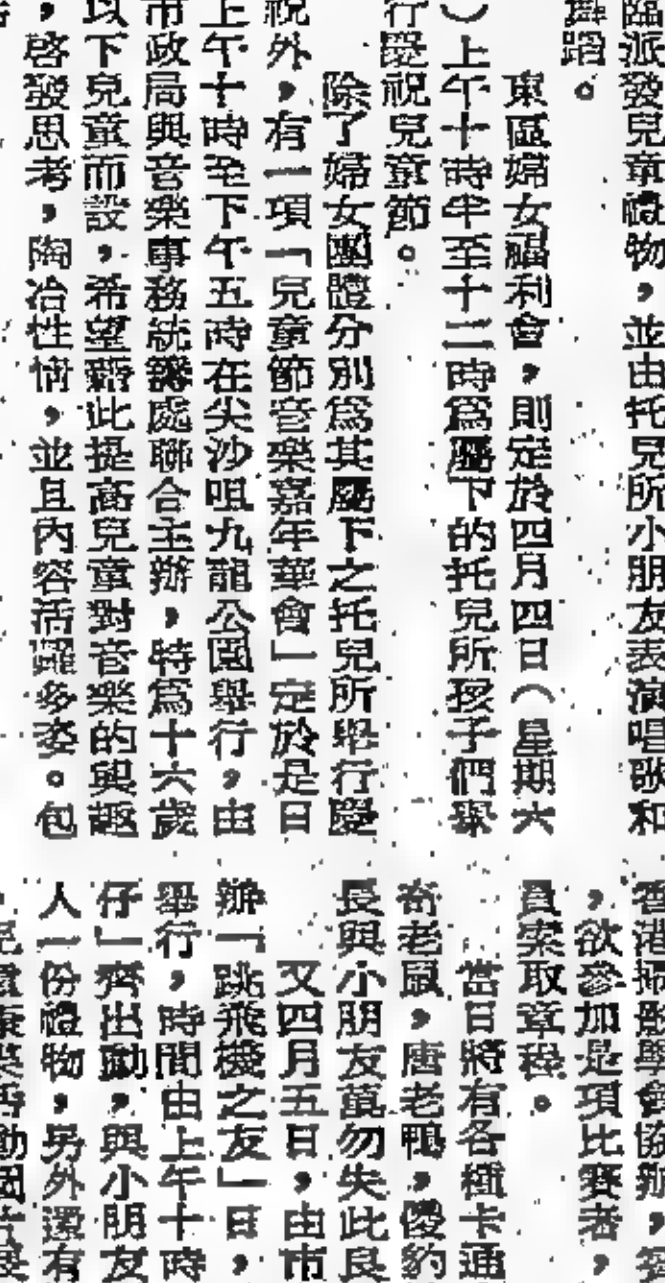 臨派發兒童禮物，並由托兒所小朋友表演唱歌和
舞蹈。
東區婦女福利會，則定於四月四日（星期六
）上午十時半至十二時爲屬下的托兒所孩子們舉
行慶祝兒童節。
除了婦女團體分別爲其屬下之托兒所舉行慶
祝外，有一項「兒童節音樂嘉年華會」定於是日
上午十時至下午五時在尖沙咀九龍公園舉行，由
市政局與音樂事務統籌處聯合主辦，特爲十六歲
以下兒童而設，希望藉此提高兒童對音樂的興趣
，啓發思考，陶冶性情，並且內容活躍多姿。包
香港攝影學會協辦，
，欲參加是項比賽者，
員索取章程。
當日將有各種卡通
奇老鼠，唐老鴨，傻豹
長與小朋友萬勿失此良
又四月五日，由市
辦「跳飛機之友」日，
舉行，時間由上午十時
仔」齊出動，與小朋友
人一份禮物，另外還有